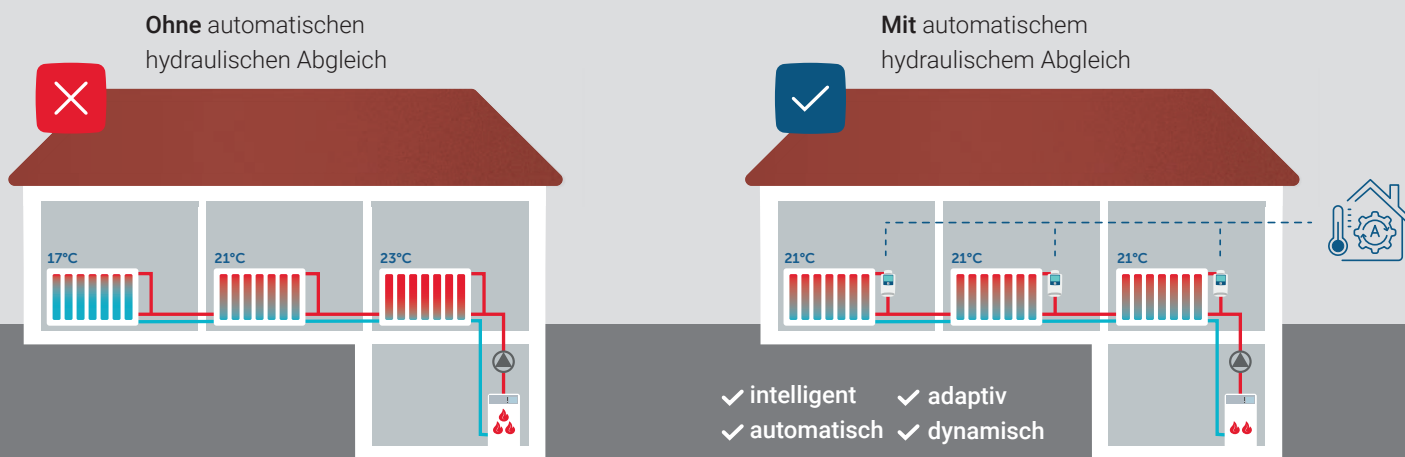 Ohne automatischen
hydraulischen Abgleich
Mit automatischem
hydraulischem Abgleich
17°C
21°C
23°C
21°C
21°C
21°C
A
intelligent
adaptiv
automatisch
dynamisch